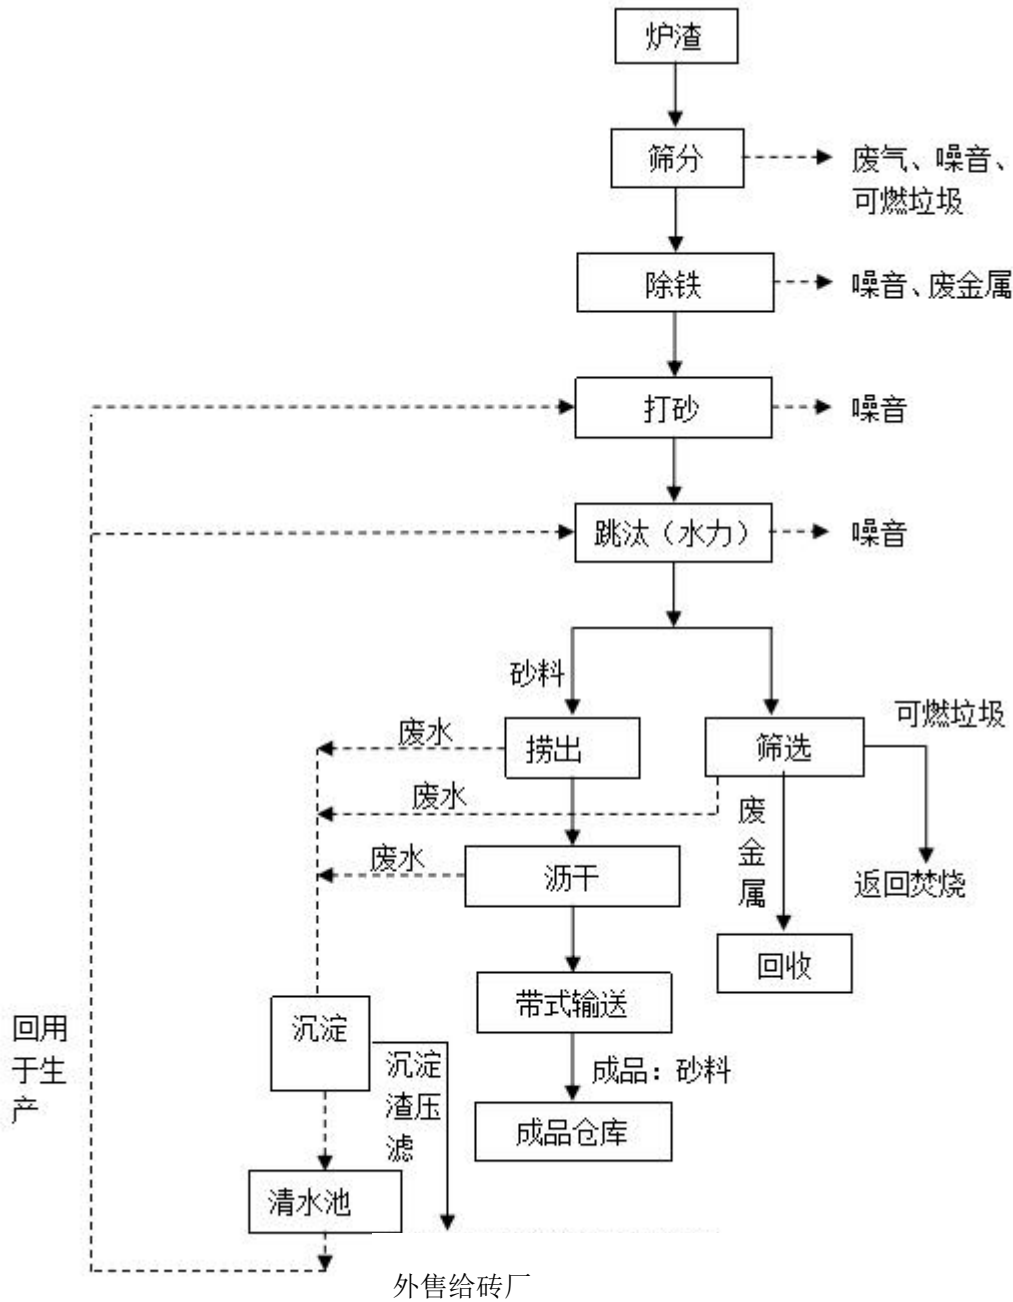 炉渣
筛分
废气、噪音、
可燃垃圾
除铁
噪音、废金属
打砂
噪音
跳汰（水力）
噪音
砂料
可燃垃圾
废水
捞出
筛选
废水
废
金
属
废水
沥干
返回焚烧
回收
带式输送
沉淀
回用
于生
产
沉淀
渣压
滤
成品：砂料
成品仓库
清水池
外售给砖厂